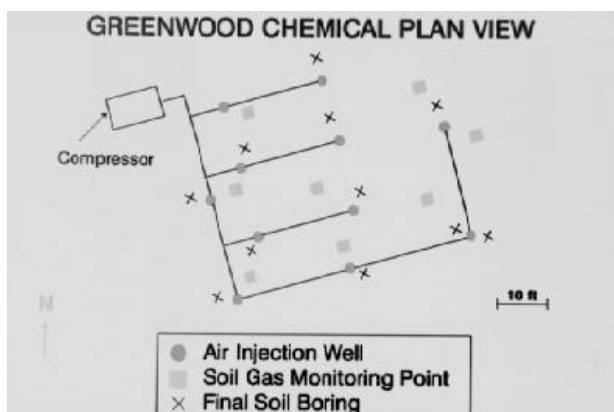 GREENWOOD CHEMICAL PLAN VIEW
Compressor
N
10 ft
Air Injection Well
Soil Gas Monitoring Point
Final Soil Boring